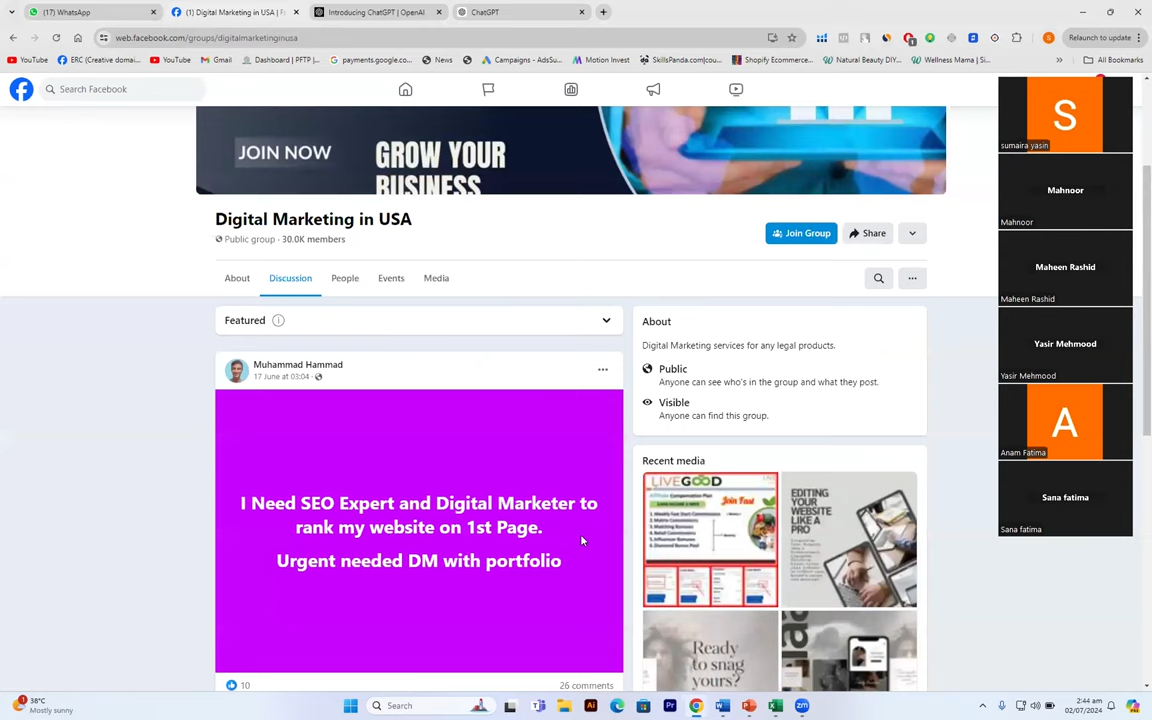 (17) WhatsApp
(1) Digital Marketing in USA | F
Introducing ChatGPT | OpenAI
ChatGPT
web.facebook.com/groups/digitalmarketinginusa
S
Relaunch to update
YouTube
ERC (Creative domai...
YouTube
Gmail
Dashboard | PFTP |...
payments.google.co...
News
Campaigns - AdsSu...
Motion Invest
SkillsPanda.com|cou...
Shopify Ecommerce...
Natural Beauty DIY...
Wellness Mama | Si...
All Bookmarks
Search Facebook
JOIN NOW
GROW YOUR
BUSINESS
Digital Marketing in USA
Public group · 30.0K members
Join Group
Share
About
Discussion
People
Events
Media
Featured
Muhammad Hammad
17 June at 03:04
I Need SEO Expert and Digital Marketer to
rank my website on 1st Page.
Urgent needed DM with portfolio
10
26 comments
About
Digital Marketing services for any legal products.
Public
Anyone can see who's in the group and what they post.
Visible
Anyone can find this group.
Recent media
LIVEGOOD
Join Fast
EDITING
YOUR
WEBSITE
LIKE A
PRO
Ready to
snag
yours?
S
sumaira yasin
Mahnoor
Mahnoor
Maheen Rashid
Maheen Rashid
Yasir Mehmood
Yasir Mehmood
A
Anam Fatima
Sana fatima
Sana fatima
38°C
Mostly sunny
Search
2:44 am
02/07/2024